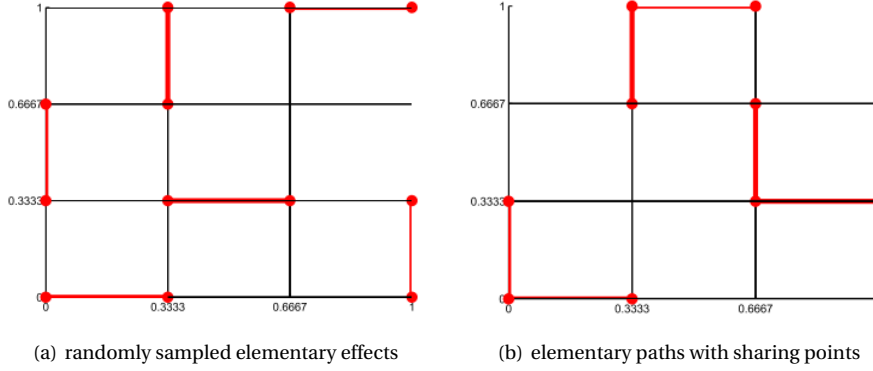 1
0.6667
0.3333
0
0 0.3333 0.6667 1
(a) randomly sampled elementary effects
1
0.6667
0.3333
0
0 0.3333 0.6667
(b) elementary paths with sharing points